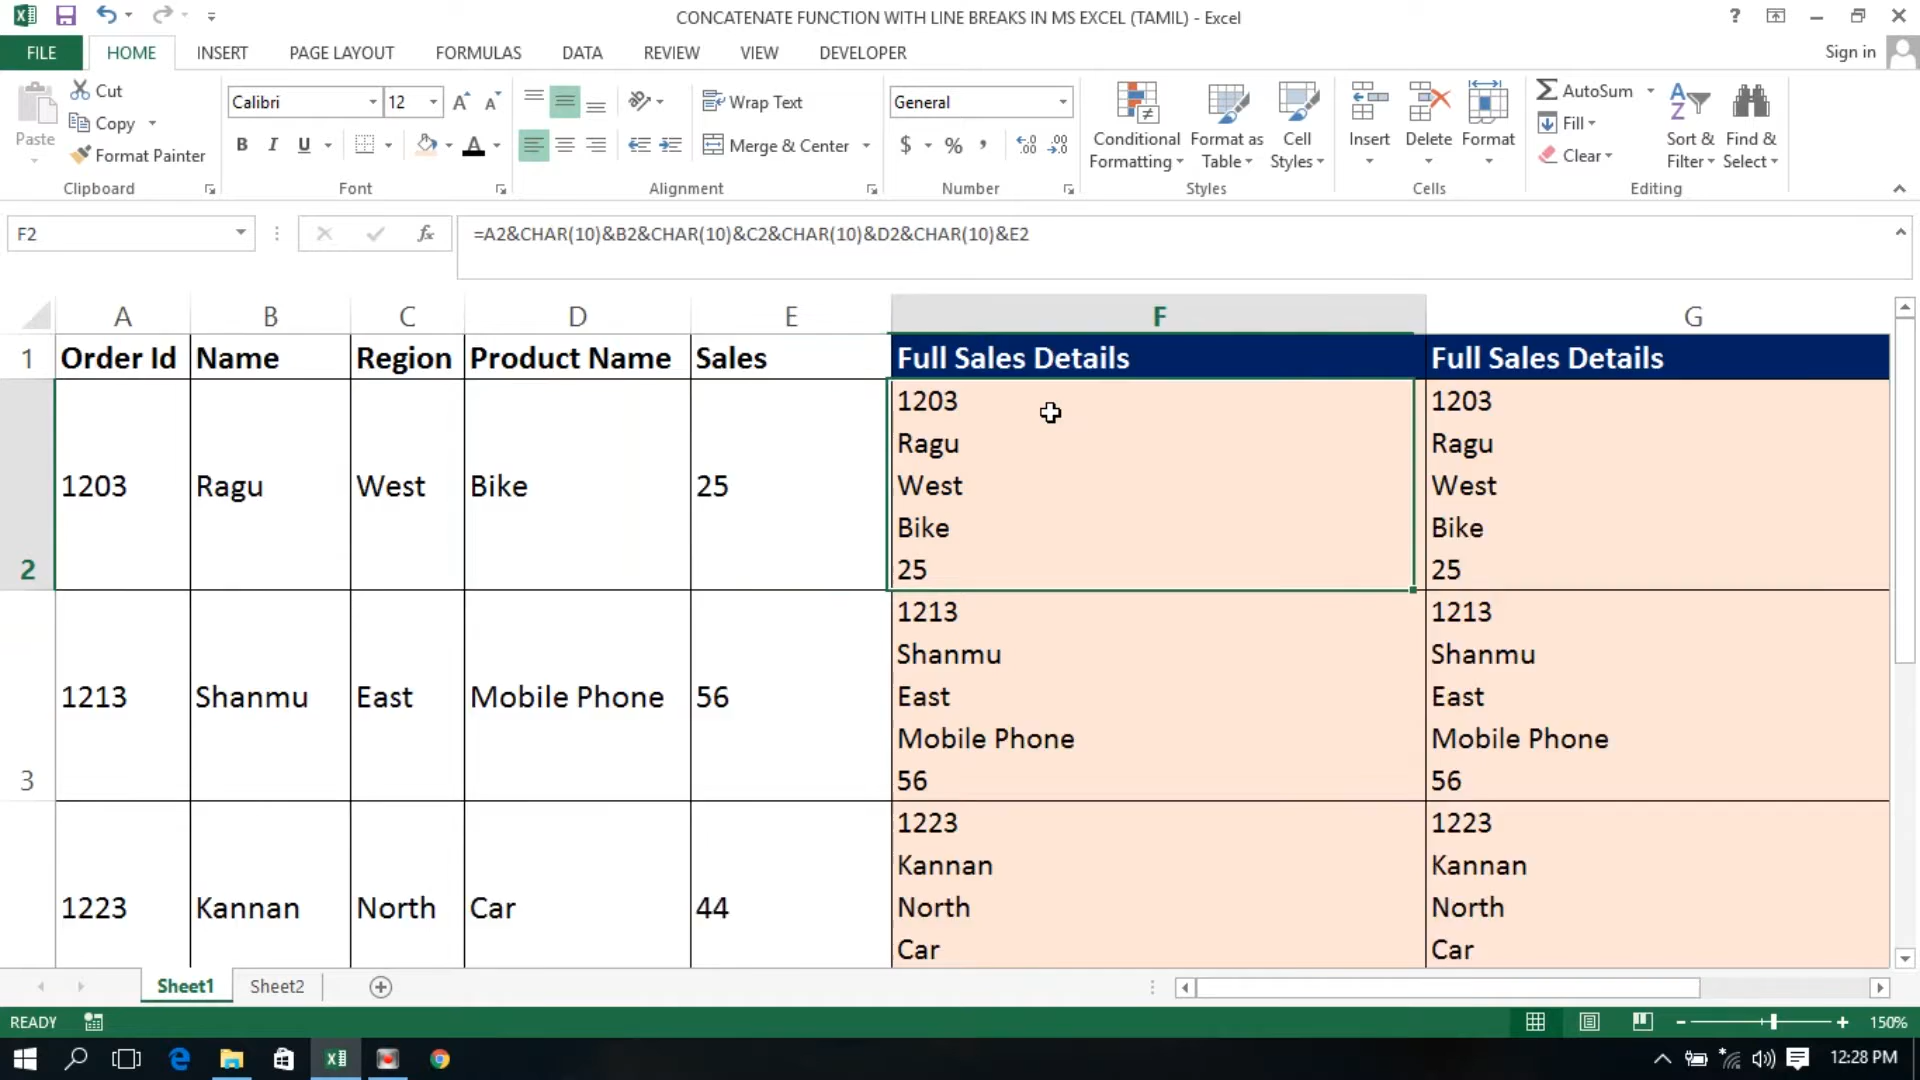 CONCATENATE FUNCTION WITH LINE BREAKS IN MS EXCEL (TAMIL) - Excel
?
FILE HOME INSERT PAGE LAYOUT FORMULAS DATA REVIEW VIEW DEVELOPER Sign in
Paste
Cut
Copy
Format Painter
Clipboard
Calibri 12
B I U
Font
Wrap Text
Merge & Center
Alignment
General
$ % ,
Number
Conditional Formatting
Format as Table
Cell Styles
Styles
Insert
Delete
Format
Cells
AutoSum
Fill
Clear
Sort & Filter
Find & Select
Editing
F2 fx =A2&CHAR(10)&B2&CHAR(10)&C2&CHAR(10)&D2&CHAR(10)&E2
A B C D E F G
1 Order Id Name Region Product Name Sales Full Sales Details Full Sales Details
2 1203 Ragu West Bike 25
1203
Ragu
West
Bike
25
1203
Ragu
West
Bike
25
3 1213 Shanmu East Mobile Phone 56
1213
Shanmu
East
Mobile Phone
56
1213
Shanmu
East
Mobile Phone
56
1223 Kannan North Car 44
1223
Kannan
North
Car
1223
Kannan
North
Car
Sheet1 Sheet2
READY 150%
12:28 PM